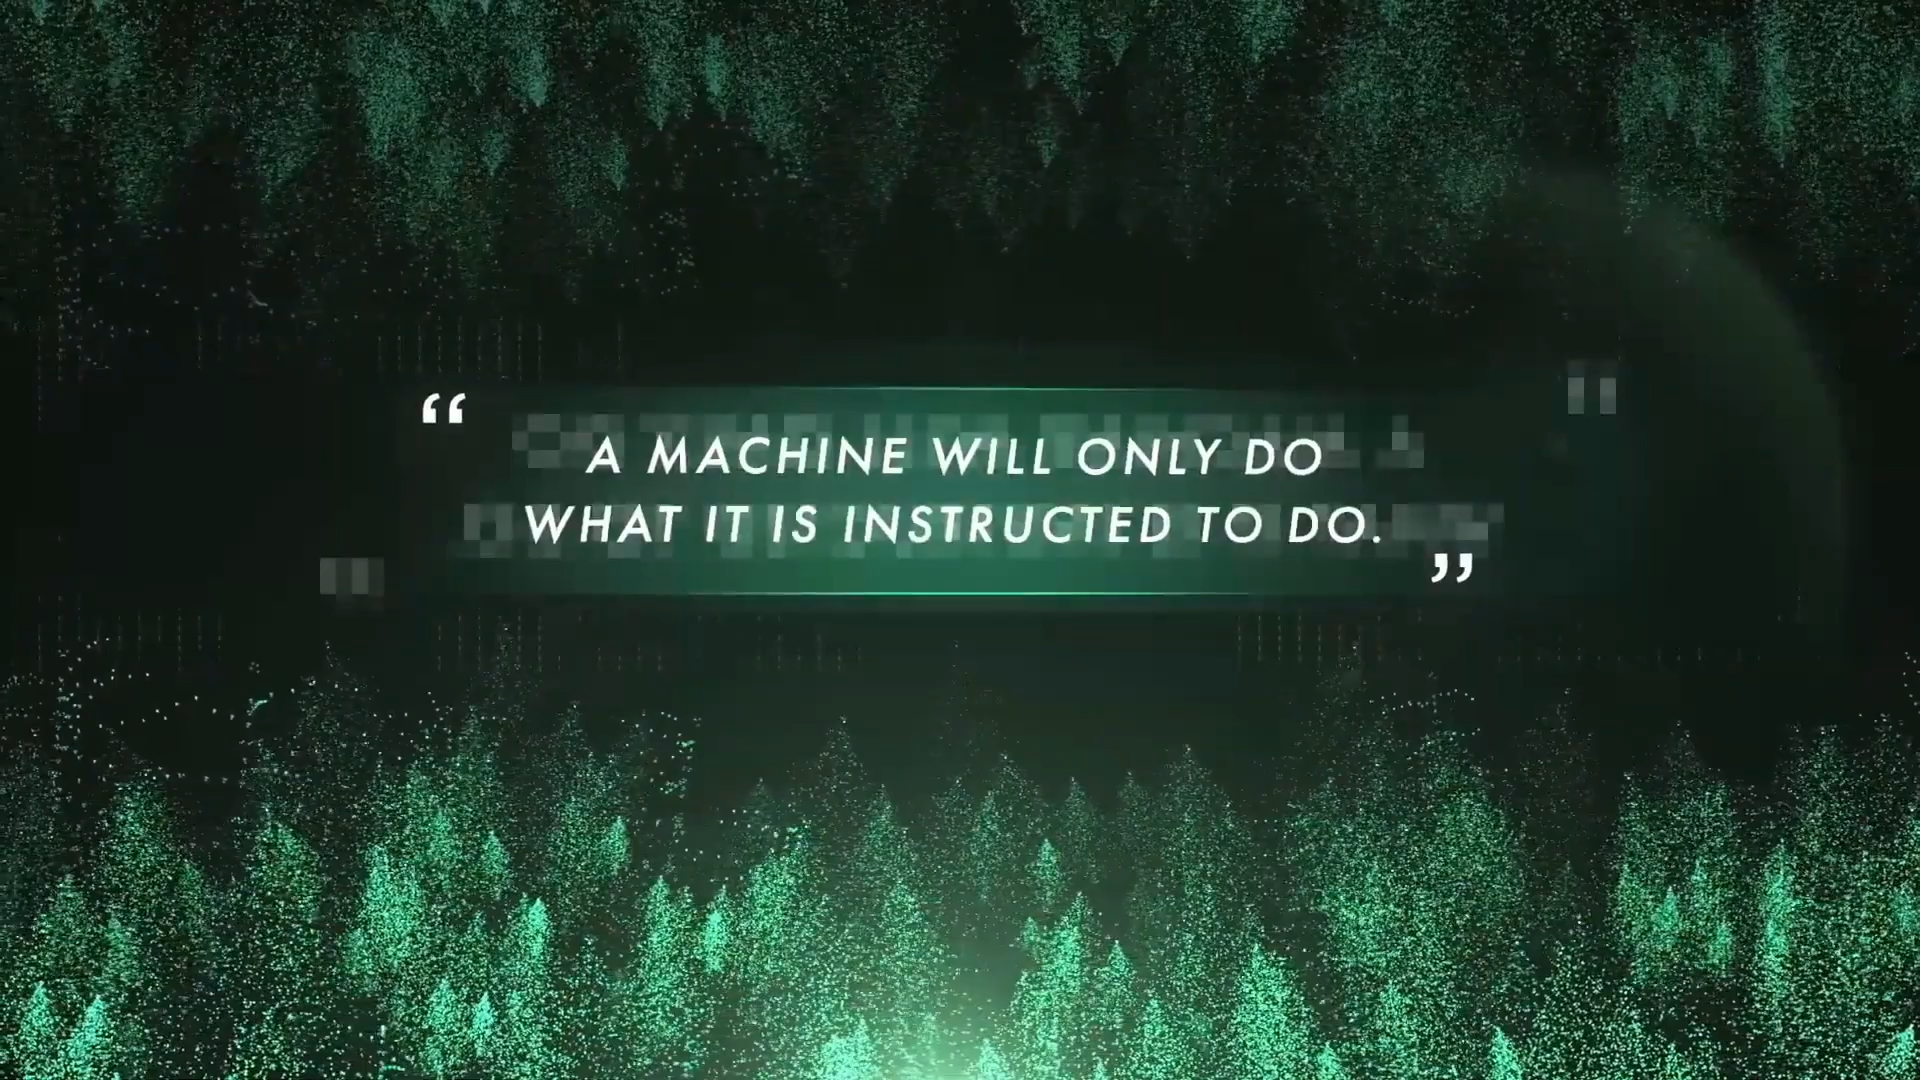 “ A MACHINE WILL ONLY DO
WHAT IT IS INSTRUCTED TO DO. ”